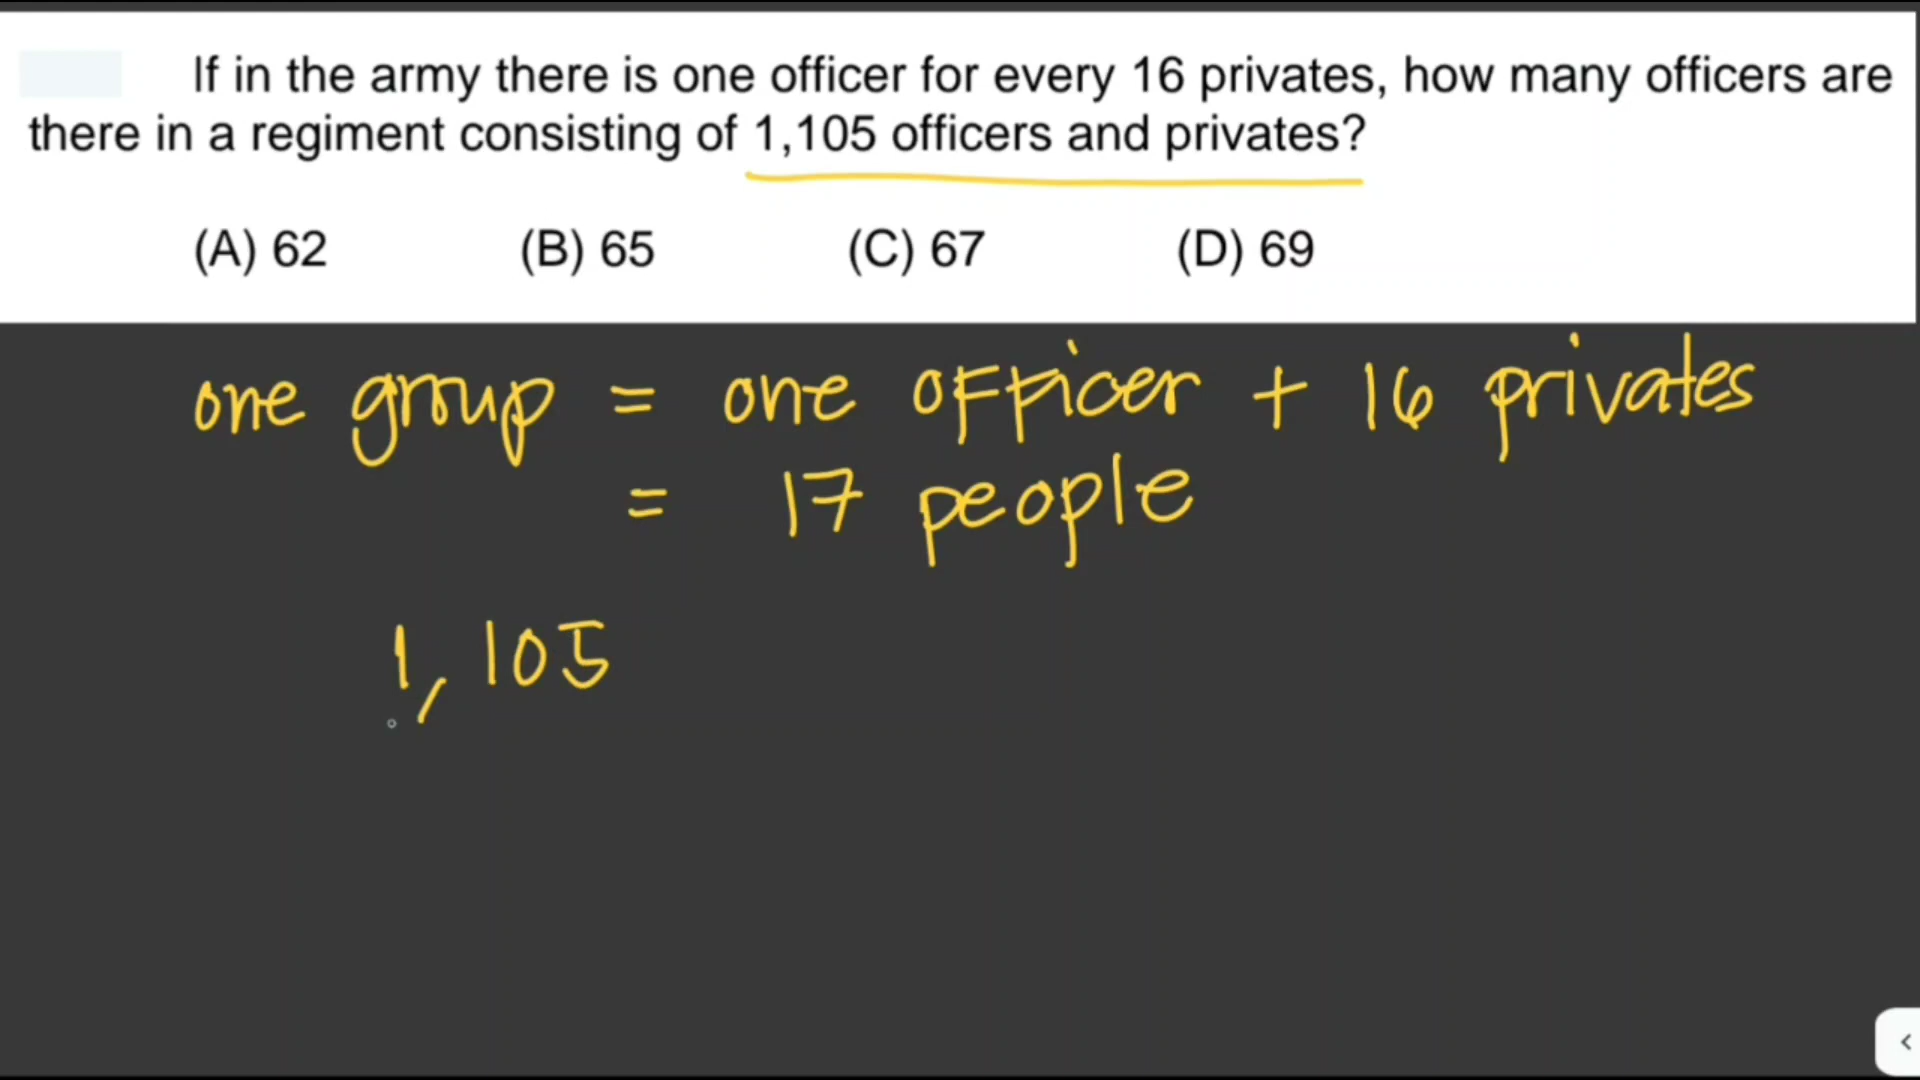 If in the army there is one officer for every 16 privates, how many officers are
there in a regiment consisting of 1,105 officers and privates?
(A) 62 (B) 65 (C) 67 (D) 69
one group = one officer + 16 privates
= 17 people
1,105